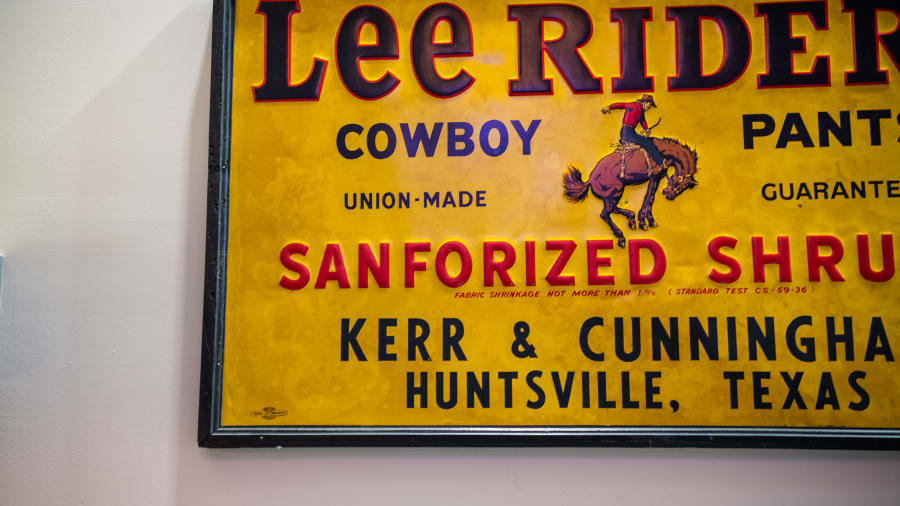 Lee RIDER
COWBOY PANTS
UNION-MADE GUARANTE
SANFORIZED SHRU
FABRIC SHRINKAGE NOT MORE THAN 1% (STANDARD TEST CS-59-36)
KERR & CUNNINGHA
HUNTSVILLE, TEXAS